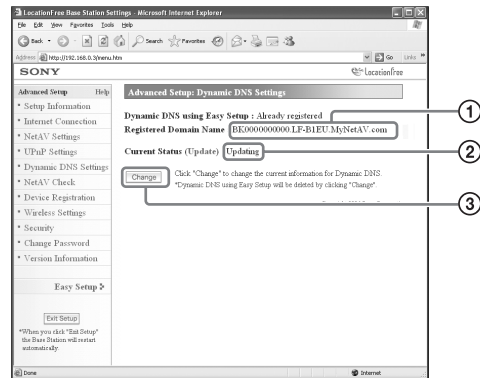 LocationFree Base Station Set tings - Microsoft Internet Explorer
File Edit View Favorites Tools Help
Back Search Favorites
Address http://192.168.0.3/menu.htm Go Links »
SONY LocationFree
Advanced Setup Help
Advanced Setup: Dynamic DNS Settings
• Setup Information
• Internet Connection
• NetAV Settings
• UPnP Settings
• Dynamic DNS Settings
• NetAV Check
• Device Registration
• Wireless Settings
• Security
• Change Password
• Version Information
Easy Setup
Exit Setup
*When you click "Exit Setup"
the Base Station will restart
automatically.
Dynamic DNS using Easy Setup : Already registered
Registered Domain Name BK0000000000.LF-B1EU.MyNetAV.com
Current Status (Update) Updating
Change
Click "Change" to change the current information for Dynamic DNS.
*Dynamic DNS using Easy Setup will be deleted by clicking "Change".
1
2
3
Done Internet